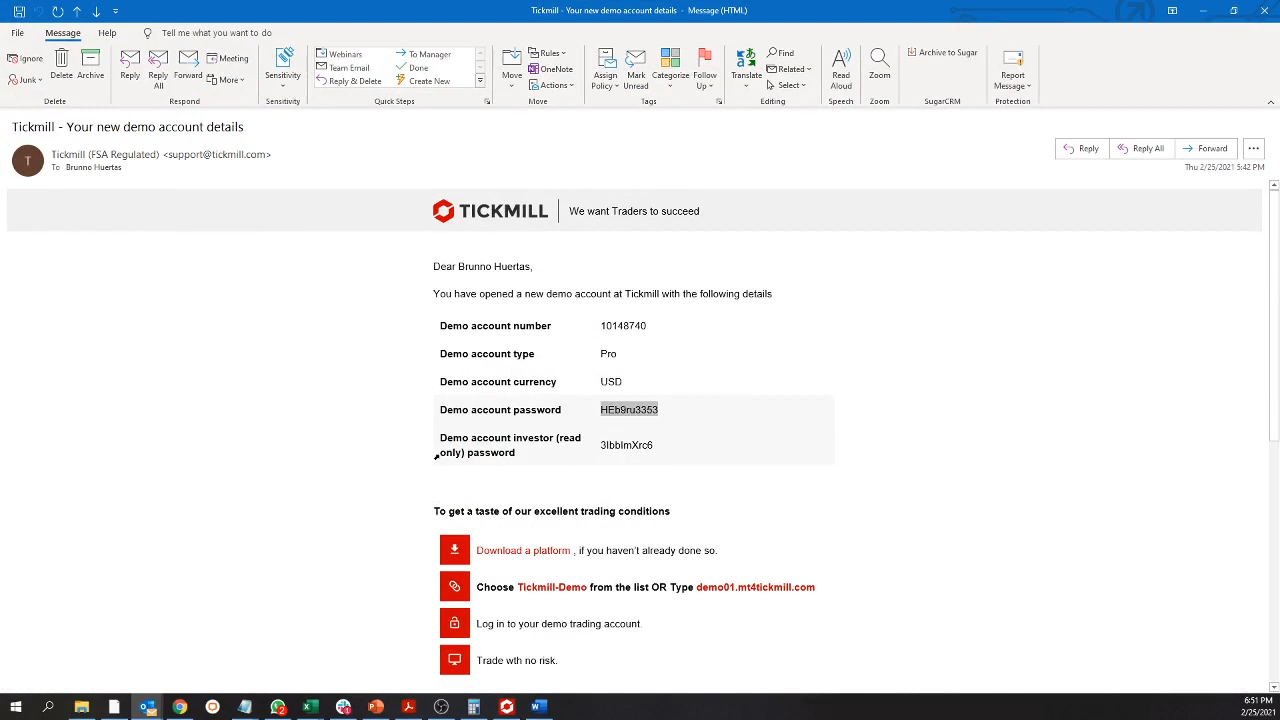 Tickmill - Your new demo account details - Message (HTML)
File Message Help Tell me what you want to do
Ignore
Junk
Delete
Archive
Delete
Reply
Reply All
Forward
Meeting
More
Respond
Sensitivity
Sensitivity
Webinars
Team Email
Reply & Delete
To Manager
Done
Create New
Quick Steps
Move
Rules
OneNote
Actions
Move
Assign Policy
Mark Unread
Categorize
Follow Up
Tags
Translate
Find
Related
Select
Editing
Read Aloud
Speech
Zoom
Zoom
Archive to Sugar
SugarCRM
Report Message
Protection
Tickmill - Your new demo account details
T
Tickmill (FSA Regulated) <support@tickmill.com>
To Brunno Huertas
Reply Reply All Forward
Thu 2/25/2021 5:42 PM
TICKMILL We want Traders to succeed
Dear Brunno Huertas,
You have opened a new demo account at Tickmill with the following details
Demo account number 10148740
Demo account type Pro
Demo account currency USD
Demo account password HEb9ru3353
Demo account investor (read
only) password 3IbbImXrc6
To get a taste of our excellent trading conditions
Download a platform , if you haven't already done so.
Choose Tickmill-Demo from the list OR Type demo01.mt4tickmill.com
Log in to your demo trading account.
Trade wth no risk.
6:51 PM
2/25/2021